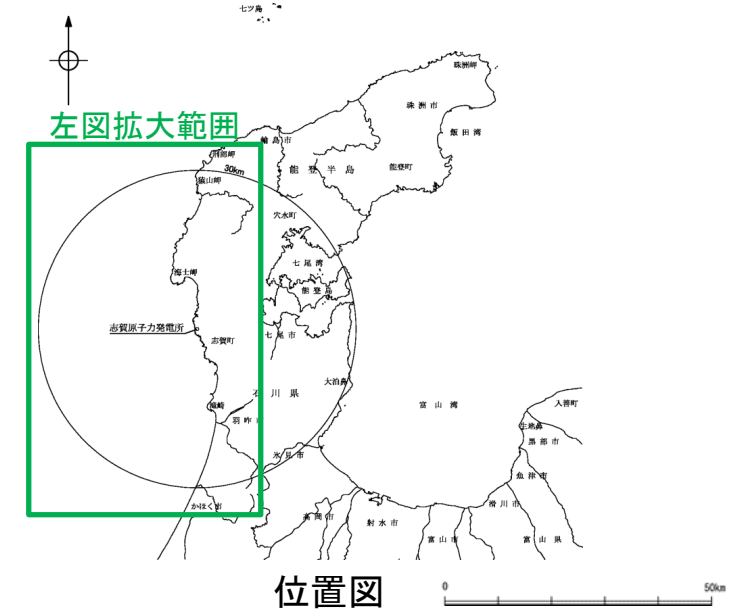 七ツ島
珠洲岬
珠洲市
左図拡大範囲
輪島市
飯田湾
刑部岬
30km
能登半島
能登町
猿山岬
穴水町
七尾湾
海士岬
能登島
志賀原子力発電所
七尾市
志賀町
大泊鼻
石川県
滝崎
富山湾
入善町
羽咋市
生地鼻
黒部市
氷見市
魚津市
かほく市
滑川市
高岡市
射水市
富山市
富山県
位置図
0
50km